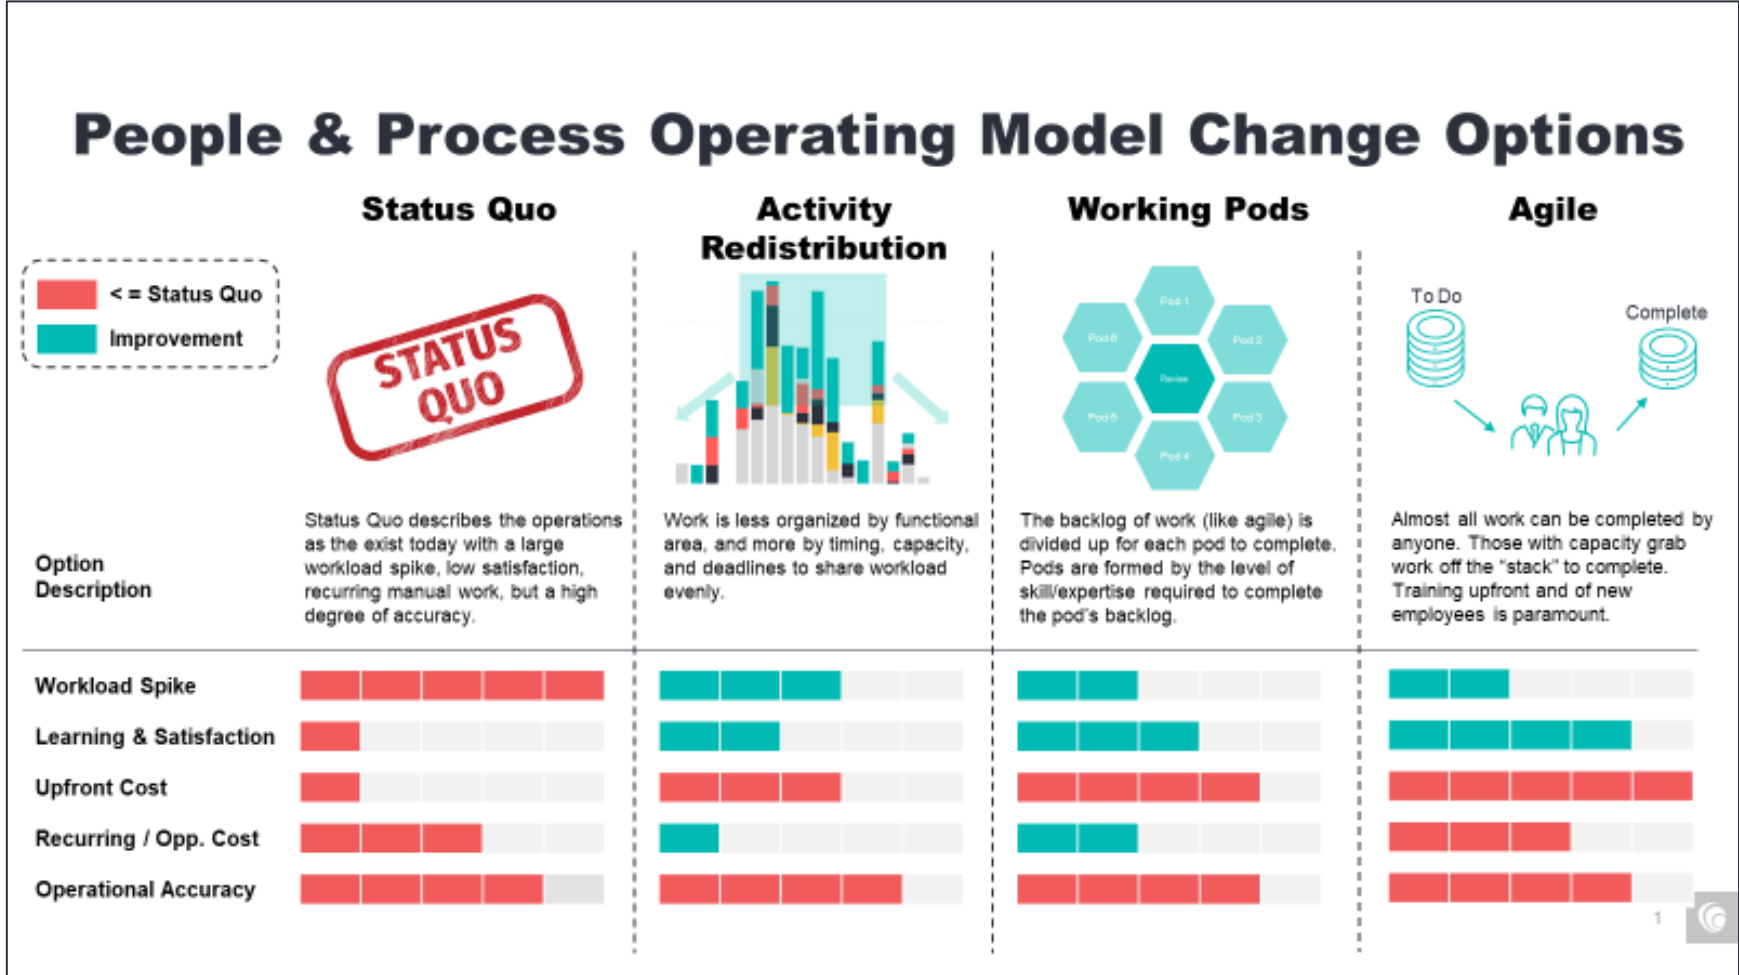 People & Process Operating Model Change Options
Status Quo
Activity
Redistribution
Working Pods
Agile
< = Status Quo
Improvement
STATUS
QUO
Pod 1
Pod 6
Pod 2
Review
Pod 5
Pod 3
Pod 4
To Do
Complete
Option
Description
Status Quo describes the operations
as the exist today with a large
workload spike, low satisfaction,
recurring manual work, but a high
degree of accuracy.
Work is less organized by functional
area, and more by timing, capacity,
and deadlines to share workload
evenly.
The backlog of work (like agile) is
divided up for each pod to complete.
Pods are formed by the level of
skill/expertise required to complete
the pod's backlog.
Almost all work can be completed by
anyone. Those with capacity grab
work off the “stack” to complete.
Training upfront and of new
employees is paramount.
Workload Spike
Learning & Satisfaction
Upfront Cost
Recurring / Opp. Cost
Operational Accuracy
1